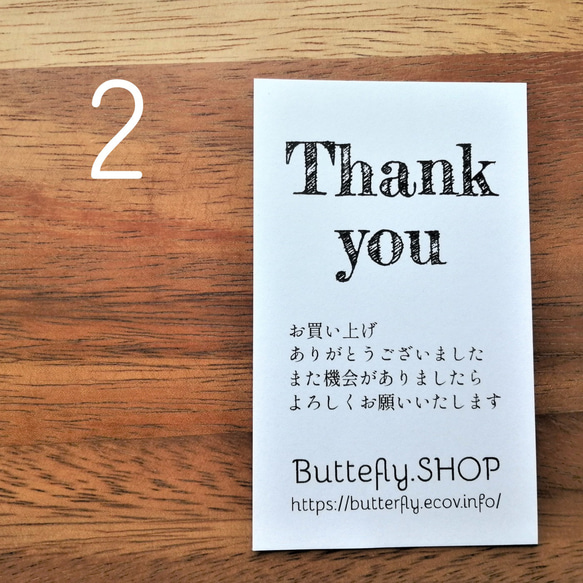 2
Thank
you
お買い上げ
ありがとうございました
また機会がありましたら
よろしくお願いいたします
Buttefly.SHOP
https://butterfly.ecov.info/